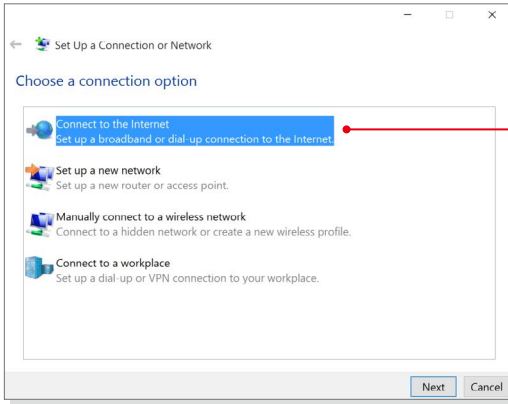 Set Up a Connection or Network
Choose a connection option
Connect to the Internet
Set up a broadband or dial-up connection to the Internet.
Set up a new network
Set up a new router or access point.
Manually connect to a wireless network
Connect to a hidden network or create a new wireless profile.
Connect to a workplace
Set up a dial-up or VPN connection to your workplace.
Next Cancel